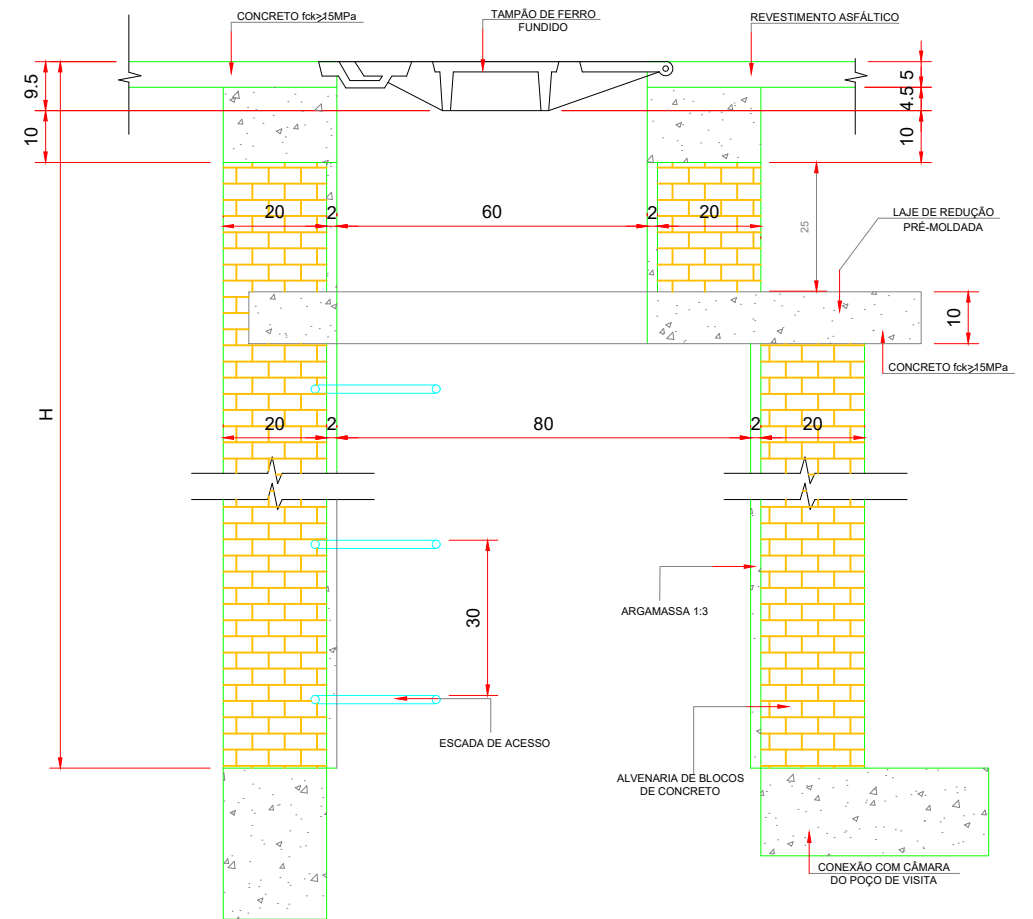 CONCRETO fck≥15MPa
TAMPÃO DE FERRO
FUNDIDO
REVESTIMENTO ASFÁLTICO
9.5
10
5
4.5
10
20
2
60
2
20
25
LAJE DE REDUÇÃO
PRÉ-MOLDADA
10
CONCRETO fck≥15MPa
H
20
2
80
2
20
30
ARGAMASSA 1:3
ESCADA DE ACESSO
ALVENARIA DE BLOCOS
DE CONCRETO
CONEXÃO COM CÂMARA
DO POÇO DE VISITA